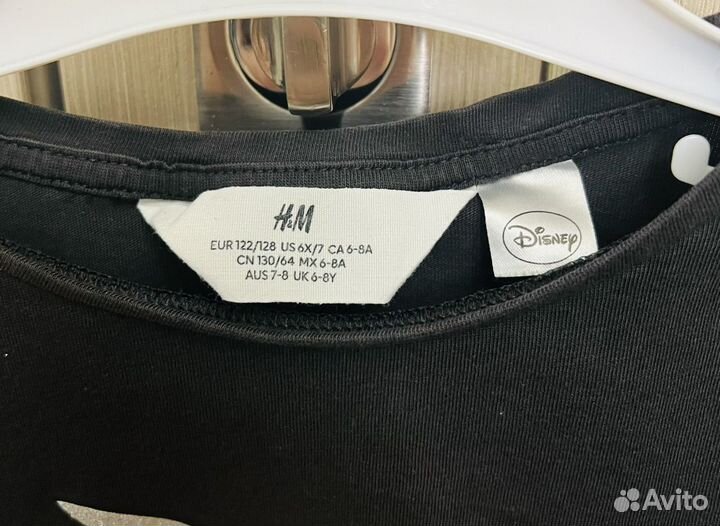 H&M
EUR 122/128 US 6X/7 CA 6-8A
CN 130/64 MX 6-8A
AUS 7-8 UK 6-8Y
Disney
Avito